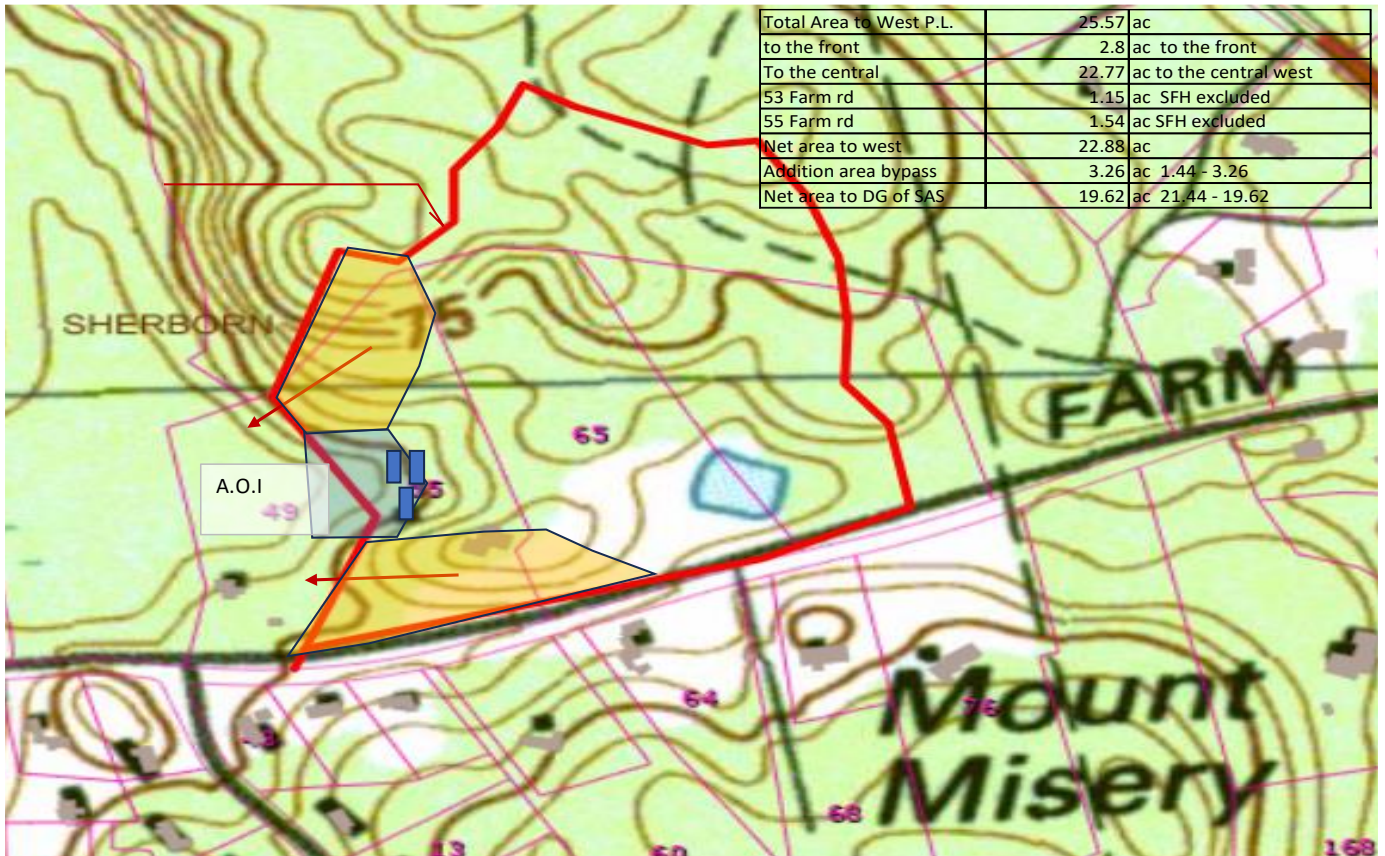 Total Area to West P.L. 25.57 ac
to the front 2.8 ac to the front
To the central 22.77 ac to the central west
53 Farm rd 1.15 ac SFH excluded
55 Farm rd 1.54 ac SFH excluded
Net area to west 22.88 ac
Addition area bypass 3.26 ac 1.44 - 3.26
Net area to DG of SAS 19.62 ac 21.44 - 19.62
SHERBORN
75
FARM
65
A.O.I
49
64
76
Mount
Misery
68
13
60
168